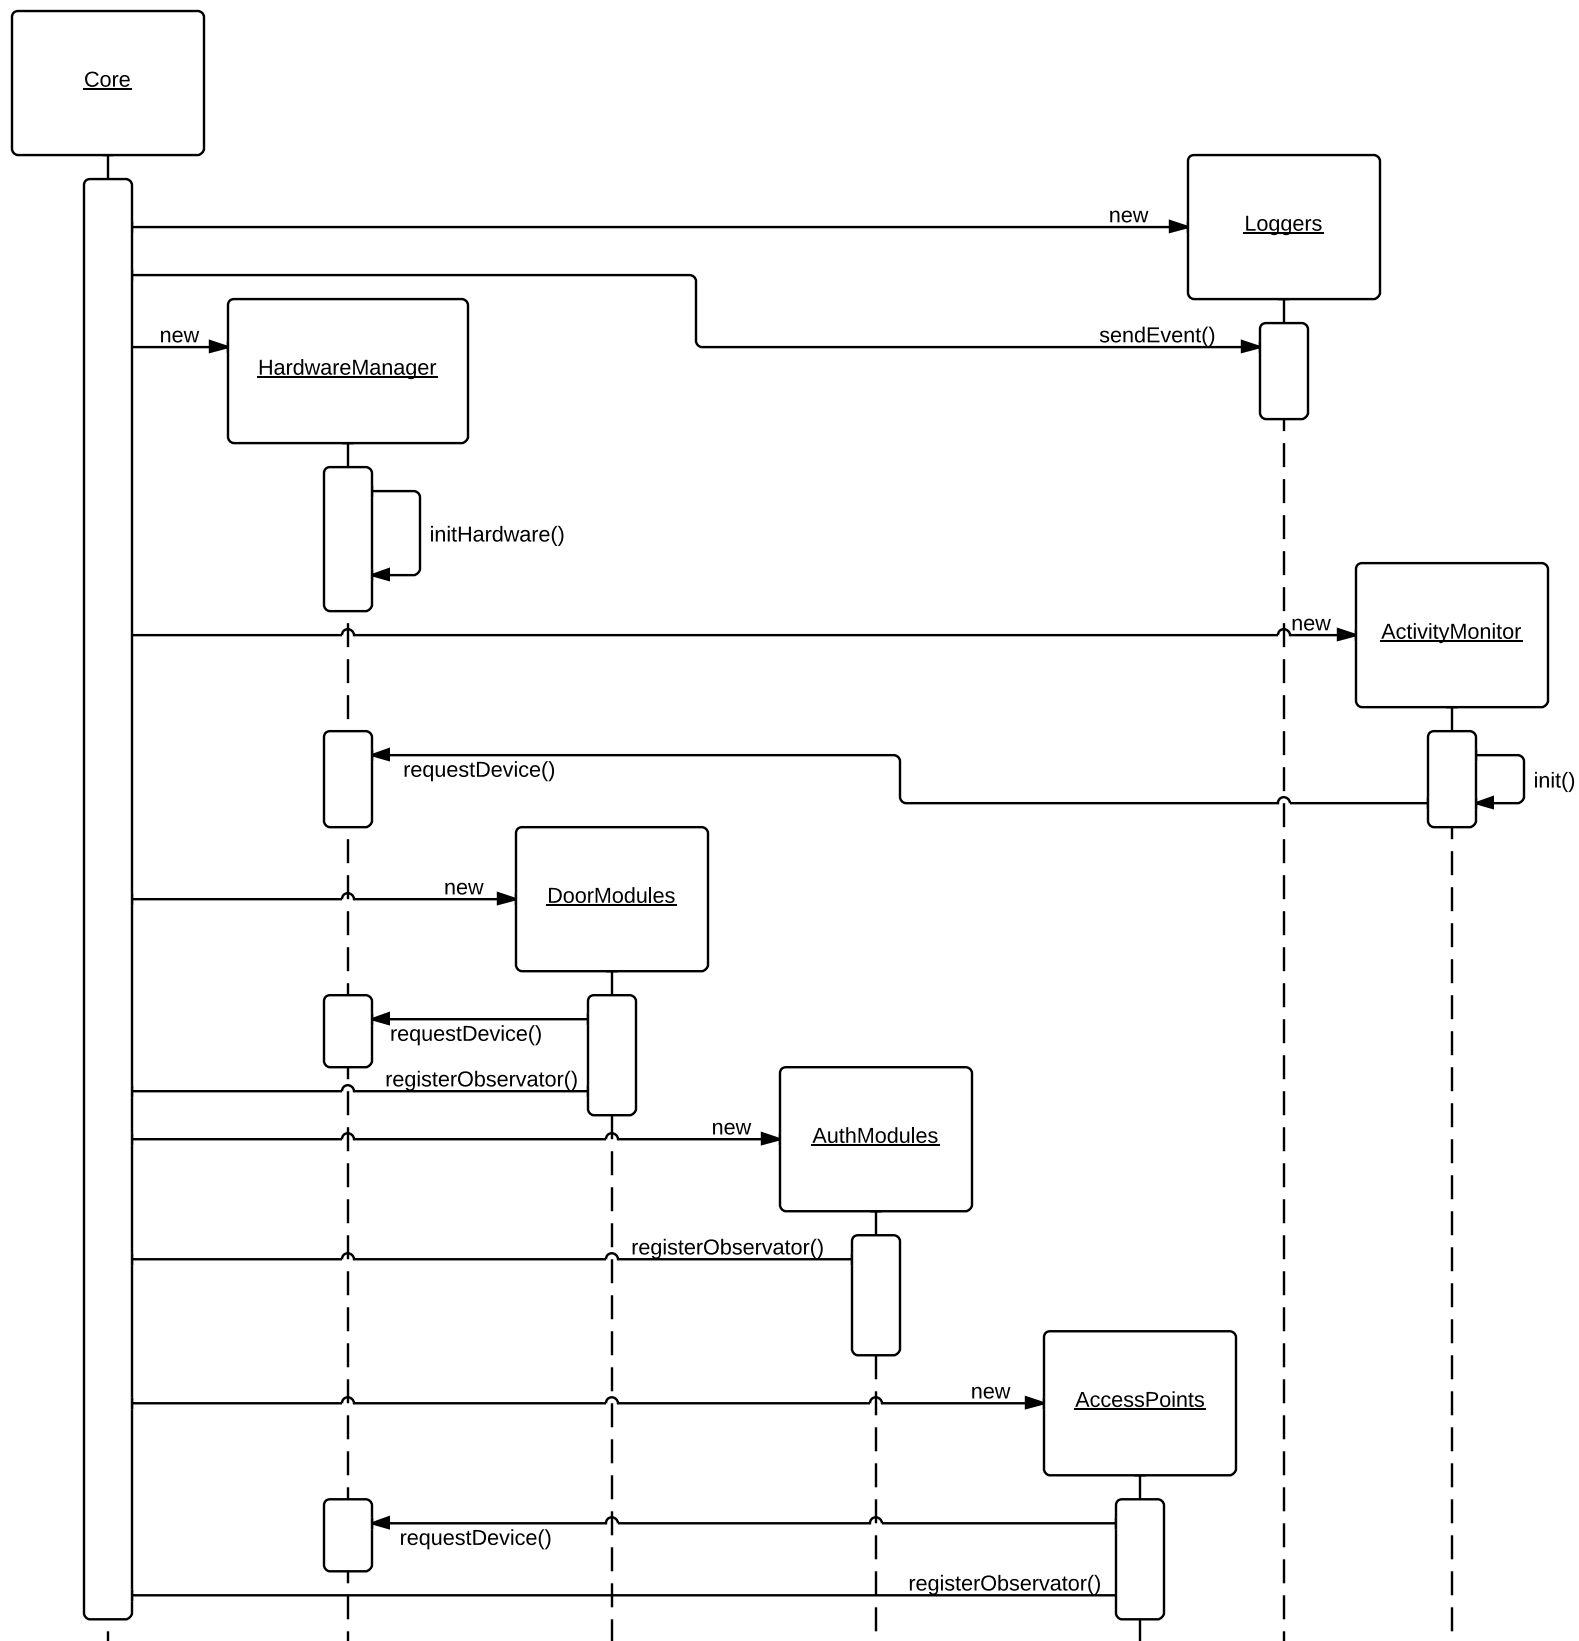 Core
new
Loggers
new
sendEvent()
HardwareManager
initHardware()
new
ActivityMonitor
requestDevice()
init()
new
DoorModules
requestDevice()
registerObservator()
new
AuthModules
registerObservator()
new
AccessPoints
requestDevice()
registerObservator()